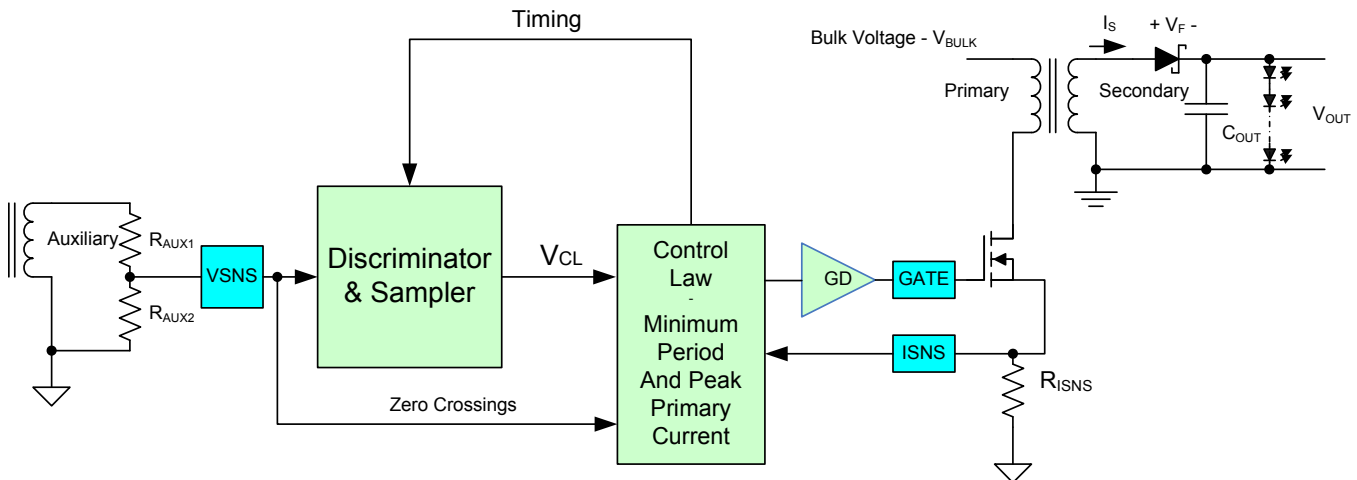 Timing
Bulk Voltage - VBULK
IS
+ VF -
Primary
Secondary
COUT
VOUT
Auxiliary
RAUX1
RAUX2
VSNS
Discriminator
& Sampler
VCL
Control
Law
-
Minimum
Period
And Peak
Primary
Current
GD
GATE
ISNS
RISNS
Zero Crossings